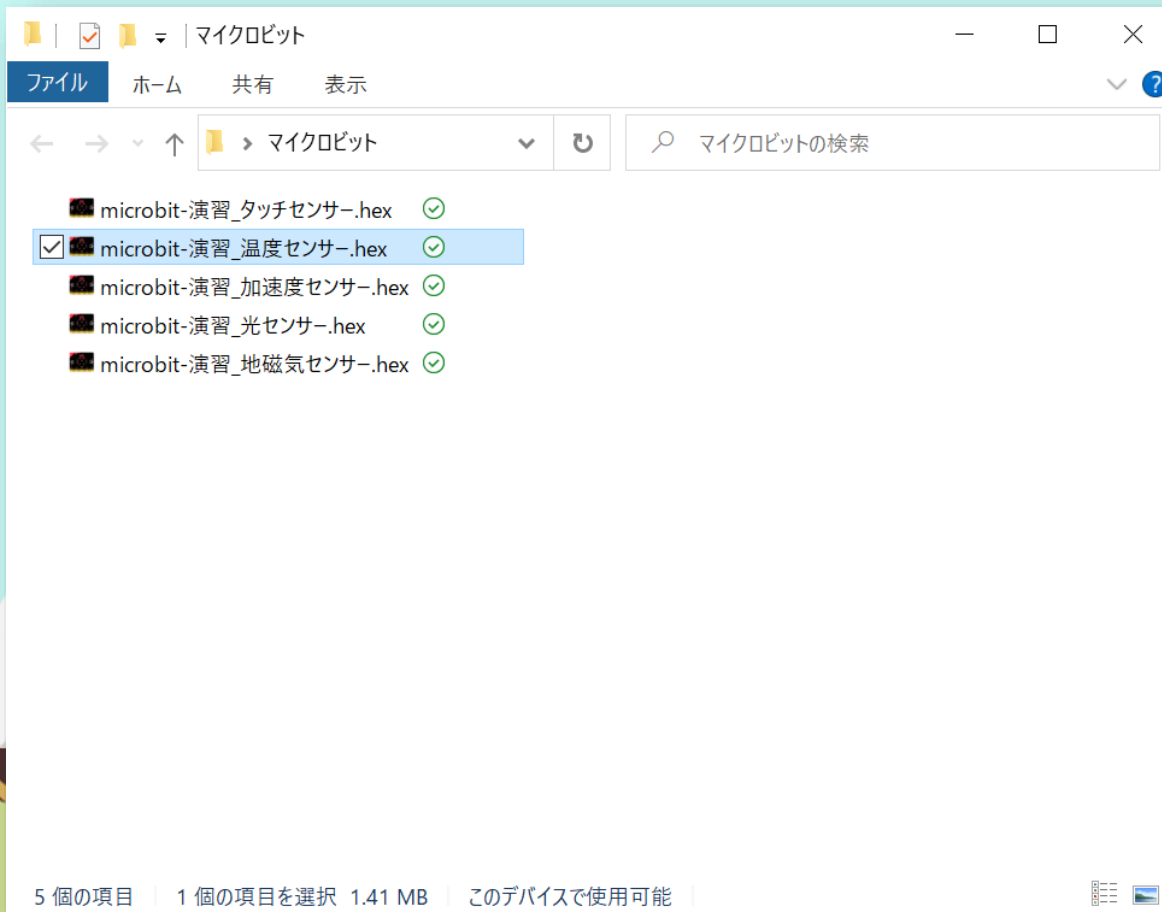 マイクロビット
ファイル ホーム 共有 表示
マイクロビット マイクロビットの検索
microbit-演習_タッチセンサー.hex
microbit-演習_温度センサー.hex
microbit-演習_加速度センサー.hex
microbit-演習_光センサー.hex
microbit-演習_地磁気センサー.hex
5 個の項目 1 個の項目を選択 1.41 MB このデバイスで使用可能